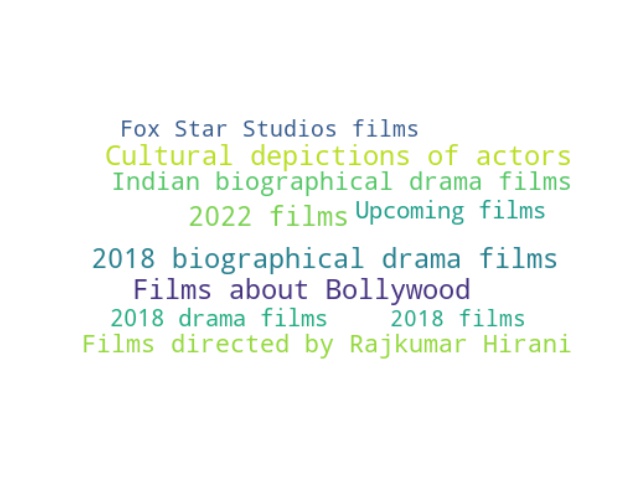 Fox Star Studios films
Cultural depictions of actors
Indian biographical drama films
2022 films Upcoming films
2018 biographical drama films
Films about Bollywood
2018 drama films 2018 films
Films directed by Rajkumar Hirani